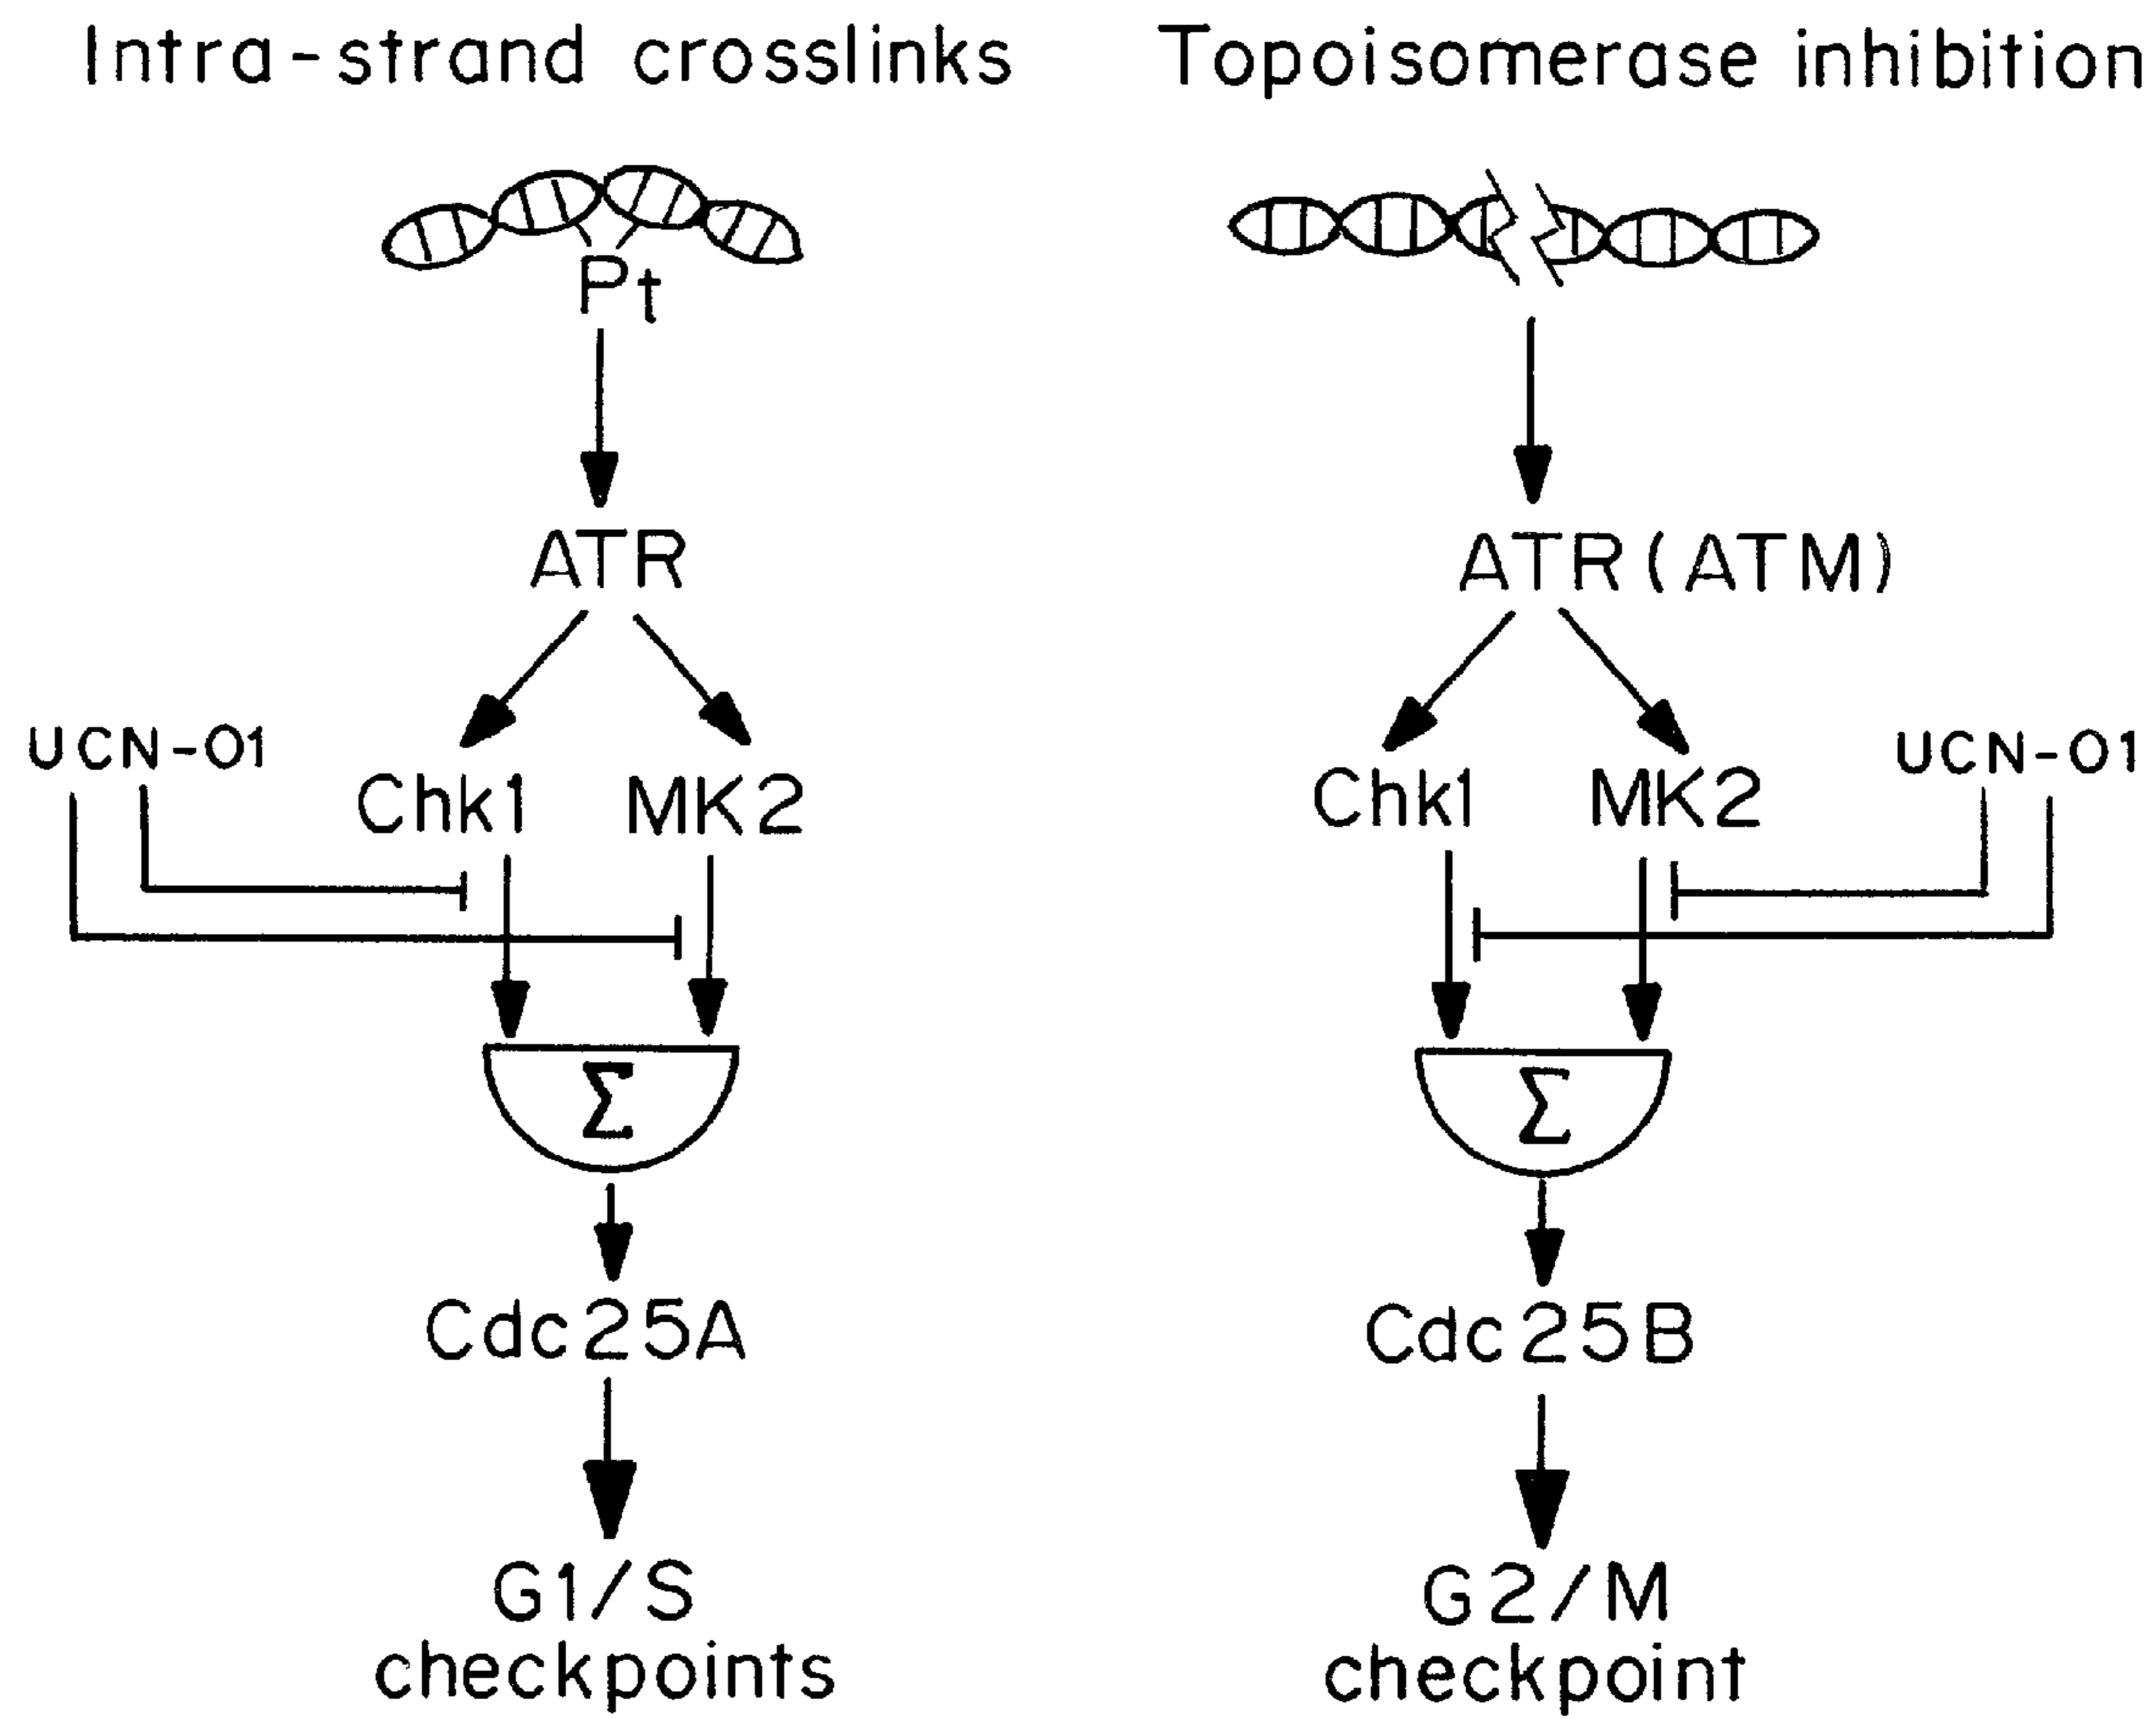 Intra-strand crosslinks
Pt
ATR
UCN-01
Chk1 MK2
Σ
Cdc25A
G1/S
checkpoints
Topoisomerase inhibition
ATR(ATM)
Chk1 MK2
UCN-01
Σ
Cdc25B
G2/M
checkpoint